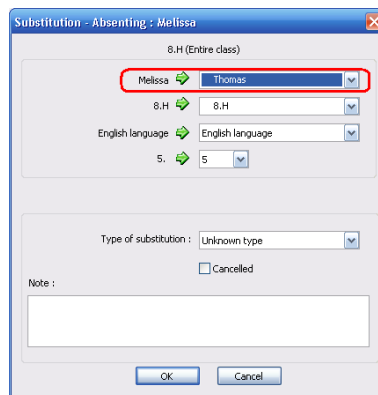 Substitution - Absenting : Melissa
8.H (Entire class)
Melissa Thomas
8.H 8.H
English language English language
5. 5
Type of substitution : Unknown type
Cancelled
Note :
OK Cancel